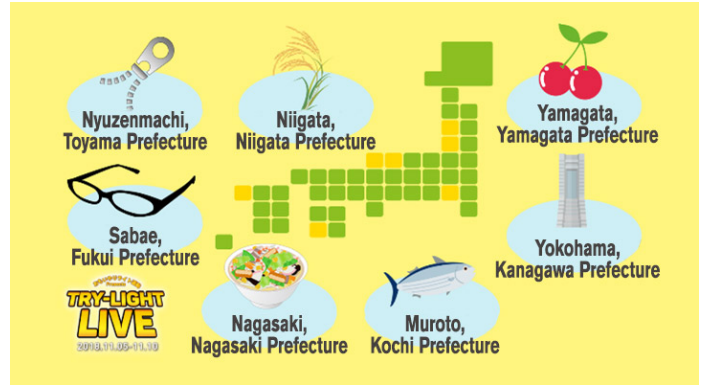 Nyuzenmachi,
Toyama Prefecture
Niigata,
Niigata Prefecture
Yamagata,
Yamagata Prefecture
Sabae,
Fukui Prefecture
Yokohama,
Kanagawa Prefecture
TRY-LIGHT
LIVE
2018.11.05-11.10
Nagasaki,
Nagasaki Prefecture
Muroto,
Kochi Prefecture